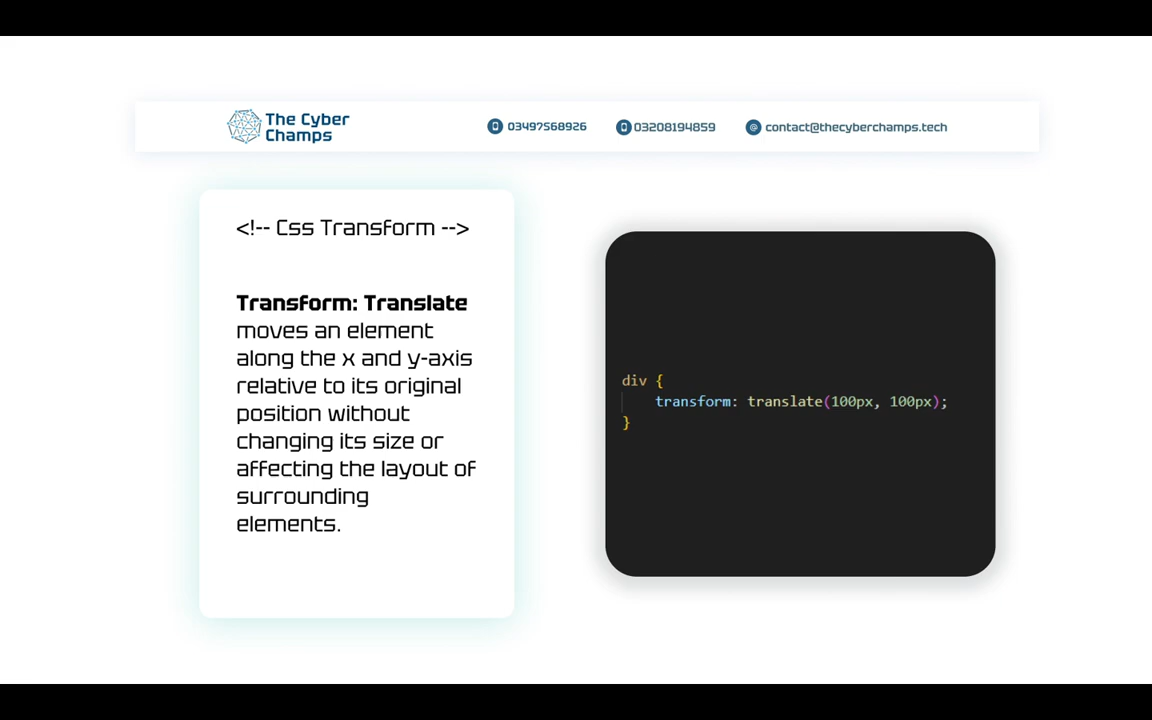 The Cyber
Champs
03497568926
03208194859
contact@thecyberchamps.tech
<!-- Css Transform -->
Transform: Translate
moves an element
along the x and y-axis
relative to its original
position without
changing its size or
affecting the layout of
surrounding
elements.
div {
    transform: translate(100px, 100px);
}